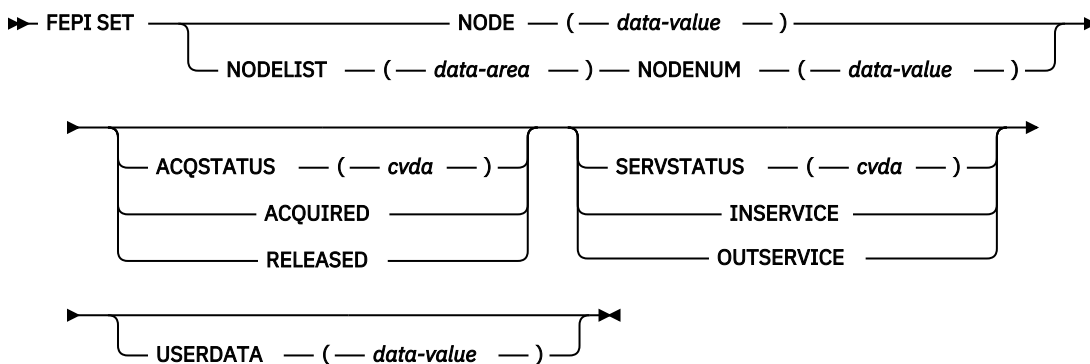 FEPI SET NODE ( data-value )
NODELIST ( data-area ) NODENUM ( data-value )
ACQSTATUS ( cvda ) SERVSTATUS ( cvda )
ACQUIRED INSERVICE
RELEASED OUTSERVICE
USERDATA ( data-value )